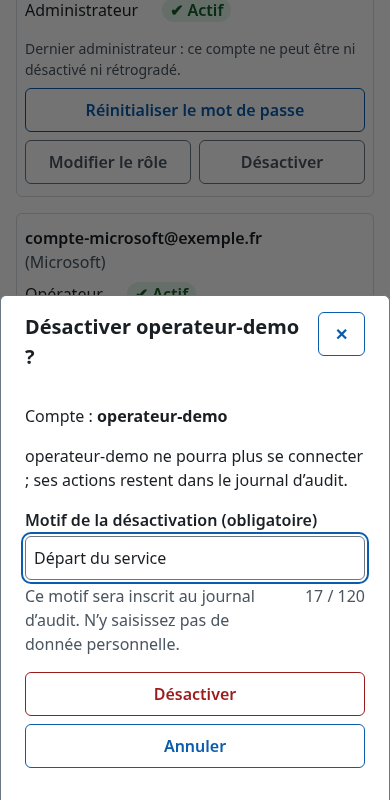 Administrateur ✔ Actif
Dernier administrateur : ce compte ne peut être ni
désactivé ni rétrogradé.
Réinitialiser le mot de passe
Modifier le rôle Désactiver
compte-microsoft@exemple.fr
(Microsoft)
Opérateur ✔ Actif
Désactiver operateur-demo
?
×
Compte : operateur-demo
operateur-demo ne pourra plus se connecter
; ses actions restent dans le journal d’audit.
Motif de la désactivation (obligatoire)
Départ du service
Ce motif sera inscrit au journal 17 / 120
d’audit. N’y saisissez pas de
donnée personnelle.
Désactiver
Annuler